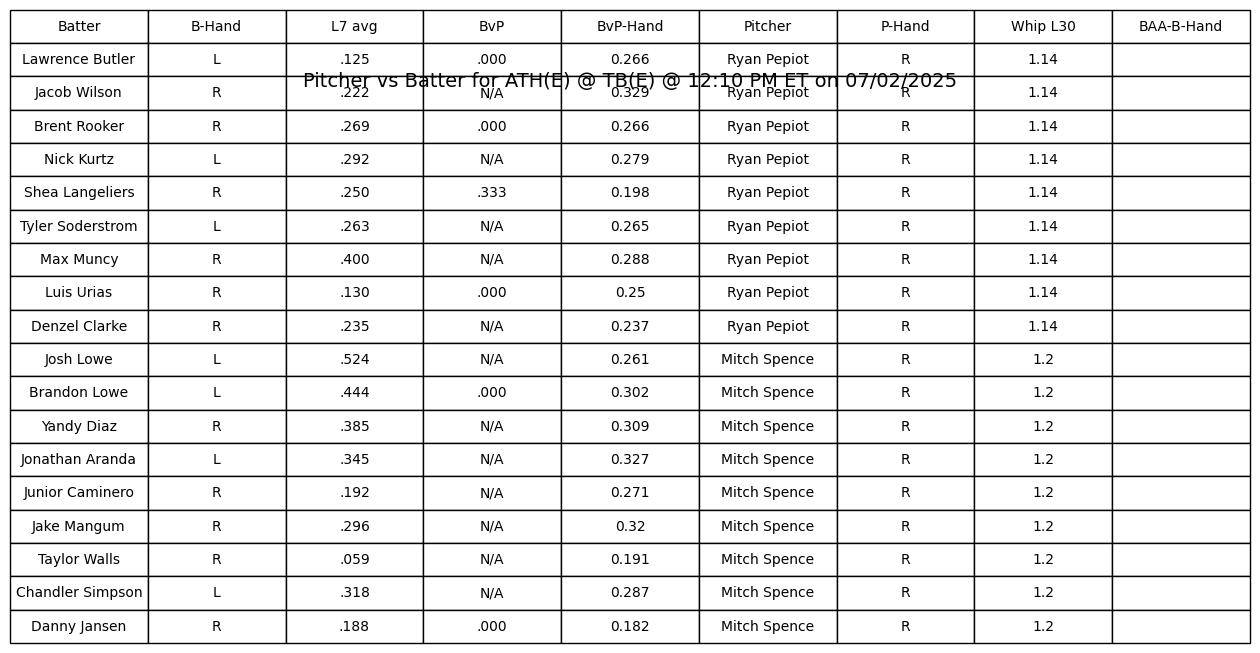 Batter B-Hand L7 avg BvP BvP-Hand Pitcher P-Hand Whip L30 BAA-B-Hand
Lawrence Butler L .125 .000 0.266 Ryan Pepiot R 1.14
Pitcher vs Batter for ATH(E) @ TB(E) @ 12:10 PM ET on 07/02/2025
Jacob Wilson R .222 N/A 0.329 Ryan Pepiot R 1.14
Brent Rooker R .269 .000 0.266 Ryan Pepiot R 1.14
Nick Kurtz L .292 N/A 0.279 Ryan Pepiot R 1.14
Shea Langeliers R .250 .333 0.198 Ryan Pepiot R 1.14
Tyler Soderstrom L .263 N/A 0.265 Ryan Pepiot R 1.14
Max Muncy R .400 N/A 0.288 Ryan Pepiot R 1.14
Luis Urias R .130 .000 0.25 Ryan Pepiot R 1.14
Denzel Clarke R .235 N/A 0.237 Ryan Pepiot R 1.14
Josh Lowe L .524 N/A 0.261 Mitch Spence R 1.2
Brandon Lowe L .444 .000 0.302 Mitch Spence R 1.2
Yandy Diaz R .385 N/A 0.309 Mitch Spence R 1.2
Jonathan Aranda L .345 N/A 0.327 Mitch Spence R 1.2
Junior Caminero R .192 N/A 0.271 Mitch Spence R 1.2
Jake Mangum R .296 N/A 0.32 Mitch Spence R 1.2
Taylor Walls R .059 N/A 0.191 Mitch Spence R 1.2
Chandler Simpson L .318 N/A 0.287 Mitch Spence R 1.2
Danny Jansen R .188 .000 0.182 Mitch Spence R 1.2